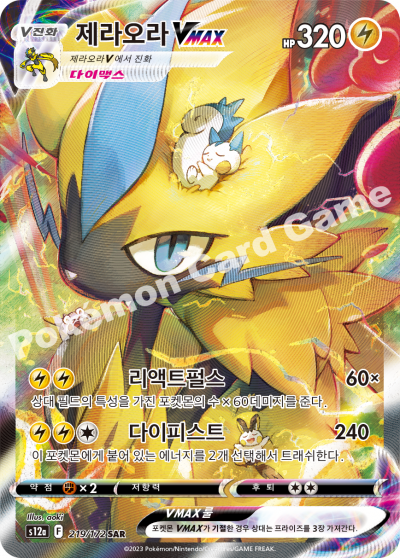 V진화
제라오라 VMAX
HP 320
제라오라V에서 진화
다이맥스
Pokémon Card Game
리액트펄스 60×
상대 필드의 특성을 가진 포켓몬의 수×60데미지를 준다.
다이피스트 240
이 포켓몬에게 붙어 있는 에너지를 2개 선택해서 트래쉬한다.
약점 ×2 저항력 후퇴
Illus. aoki
s12a F 219/172 SAR
VMAX룰
포켓몬VMAX가 기절한 경우 상대는 프라이즈를 3장 가져간다.
©2023 Pokémon/Nintendo/Creatures/GAME FREAK.